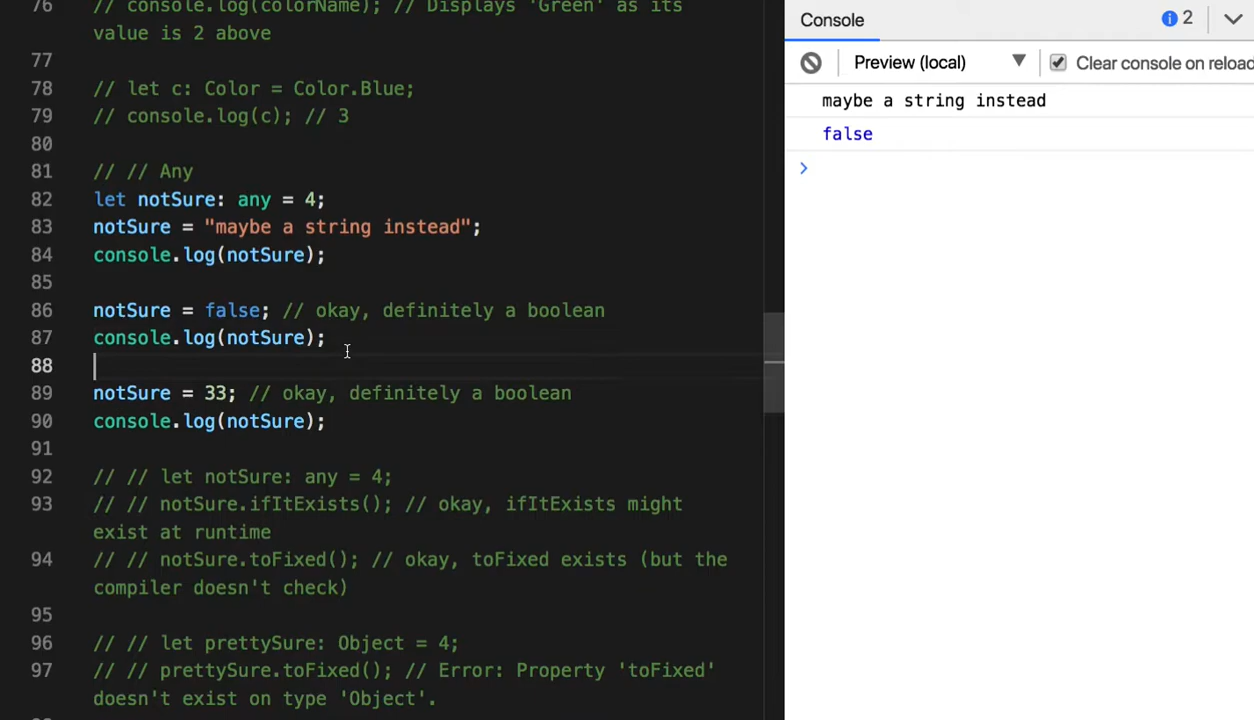 76 // console.log(colorName); // Displays 'Green' as its
value is 2 above
77
78 // let c: Color = Color.Blue;
79 // console.log(c); // 3
80
81 // // Any
82 let notSure: any = 4;
83 notSure = "maybe a string instead";
84 console.log(notSure);
85
86 notSure = false; // okay, definitely a boolean
87 console.log(notSure);
88
89 notSure = 33; // okay, definitely a boolean
90 console.log(notSure);
91
92 // // let notSure: any = 4;
93 // // notSure.ifItExists(); // okay, ifItExists might
exist at runtime
94 // // notSure.toFixed(); // okay, toFixed exists (but the
compiler doesn't check)
95
96 // // let prettySure: Object = 4;
97 // // prettySure.toFixed(); // Error: Property 'toFixed'
doesn't exist on type 'Object'.
Console 2
Preview (local) Clear console on reload
maybe a string instead
false